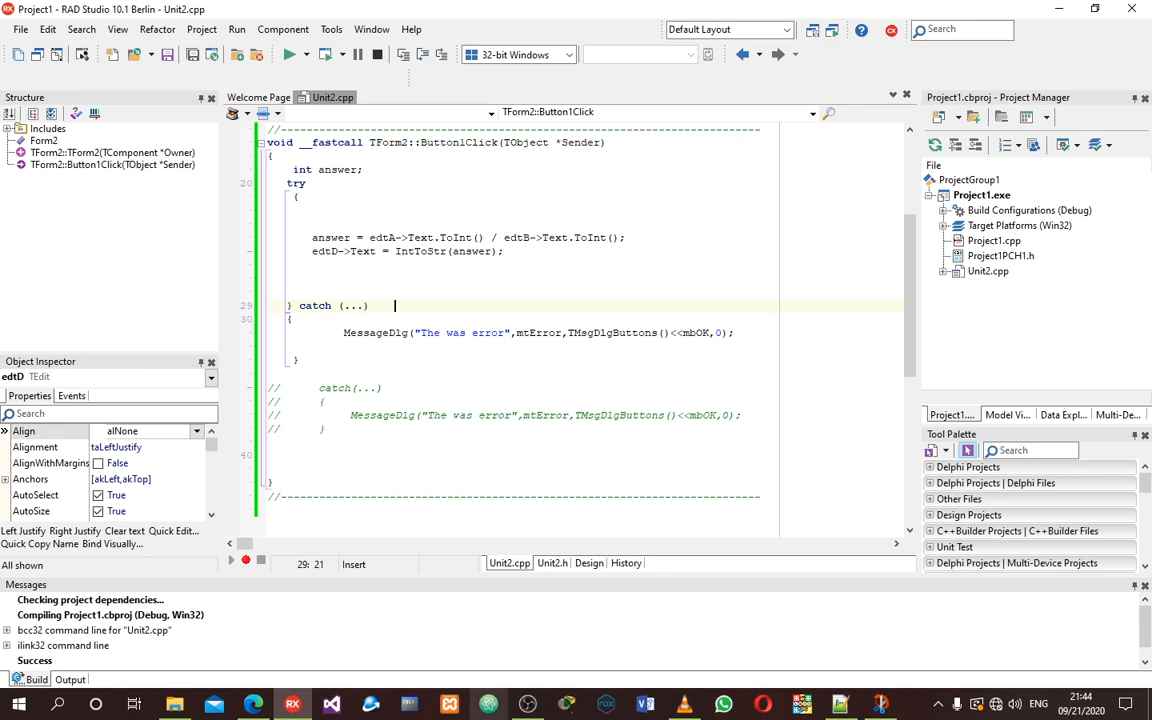 Project1 - RAD Studio 10.1 Berlin - Unit2.cpp
File Edit Search View Refactor Project Run Component Tools Window Help
Default Layout
Search
32-bit Windows
Structure
Includes
Form2
TForm2::TForm2(TComponent *Owner)
TForm2::Button1Click(TObject *Sender)
Object Inspector
edtD TEdit
Properties Events
Search
Align alNone
Alignment taLeftJustify
AlignWithMargins False
Anchors [akLeft,akTop]
AutoSelect True
AutoSize True
Left Justify Right Justify Clear text Quick Edit...
Quick Copy Name Bind Visually...
All shown
Welcome Page Unit2.cpp
TForm2::Button1Click
//---------------------------------------------------------------------------
void __fastcall TForm2::Button1Click(TObject *Sender)
{
int answer;
20 try
{
answer = edtA->Text.ToInt() / edtB->Text.ToInt();
edtD->Text = IntToStr(answer);
29 } catch (...)
30 {
MessageDlg("The was error",mtError,TMsgDlgButtons()<<mbOK,0);
}
// catch(...)
// {
// MessageDlg("The was error",mtError,TMsgDlgButtons()<<mbOK,0);
// }
40
}
//---------------------------------------------------------------------------
29: 21 Insert
Unit2.cpp Unit2.h Design History
Project1.cbproj - Project Manager
File
ProjectGroup1
Project1.exe
Build Configurations (Debug)
Target Platforms (Win32)
Project1.cpp
Project1PCH1.h
Unit2.cpp
Project1.... Model Vi... Data Expl... Multi-De...
Tool Palette
Search
Delphi Projects
Delphi Projects | Delphi Files
Other Files
Design Projects
C++Builder Projects | C++Builder Files
Unit Test
Delphi Projects | Multi-Device Projects
Messages
Checking project dependencies...
Compiling Project1.cbproj (Debug, Win32)
bcc32 command line for "Unit2.cpp"
ilink32 command line
Success
Build Output
ENG
21:44
09/21/2020